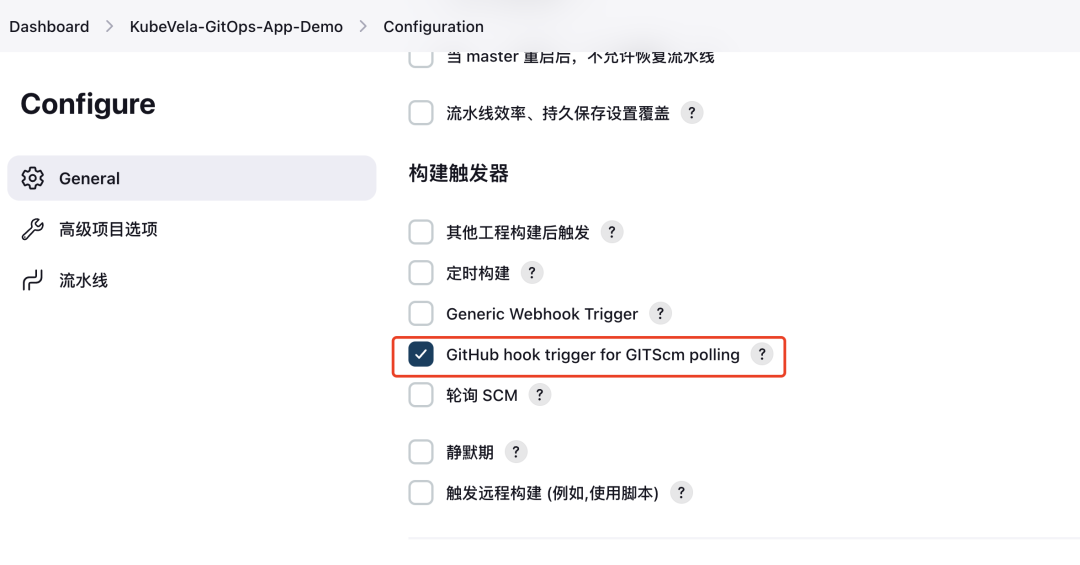 Dashboard > KubeVela-GitOps-App-Demo > Configuration
当 master 重启后，不允许恢复流水线
Configure
流水线效率、持久保存设置覆盖 ?
构建触发器
General
高级项目选项
流水线
其他工程构建后触发 ?
定时构建 ?
Generic Webhook Trigger ?
GitHub hook trigger for GITScm polling ?
轮询 SCM ?
静默期 ?
触发远程构建 (例如,使用脚本) ?